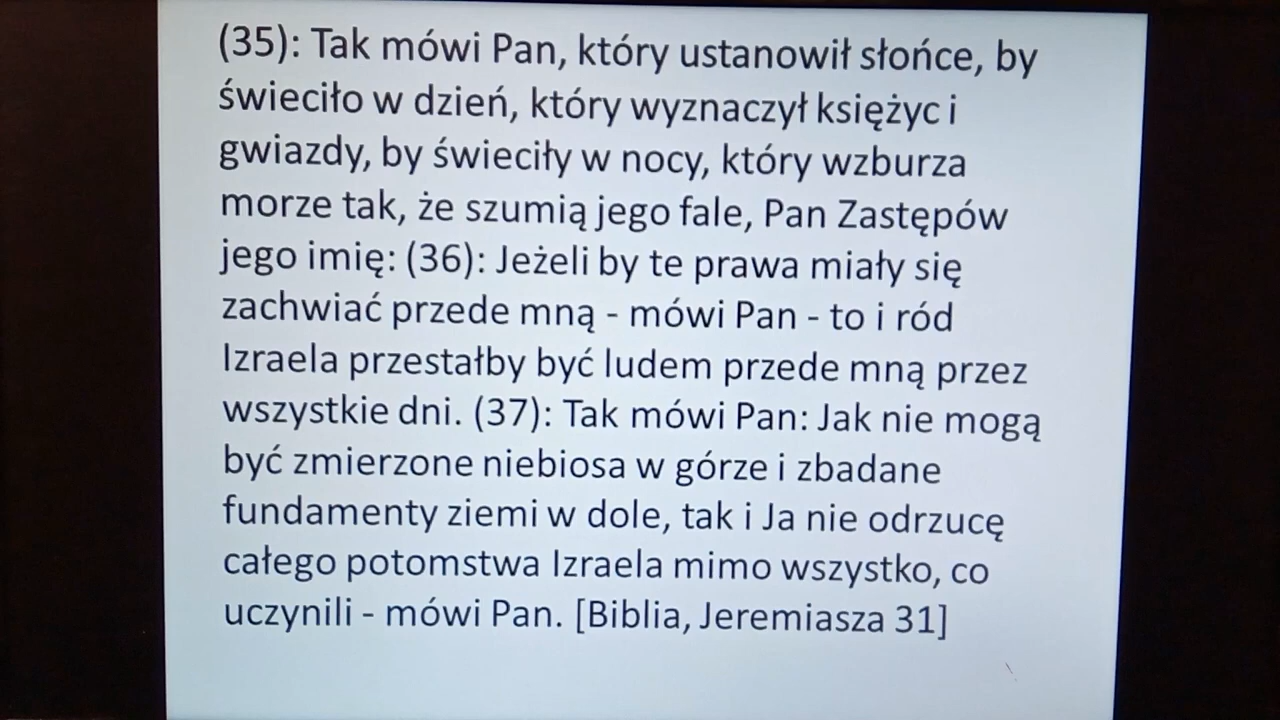 (35): Tak mówi Pan, który ustanowił słońce, by
świeciło w dzień, który wyznaczył księżyc i
gwiazdy, by świeciły w nocy, który wzburza
morze tak, że szumią jego fale, Pan Zastępów
jego imię: (36): Jeżeli by te prawa miały się
zachwiać przede mną - mówi Pan - to i ród
Izraela przestałby być ludem przede mną przez
wszystkie dni. (37): Tak mówi Pan: Jak nie mogą
być zmierzone niebiosa w górze i zbadane
fundamenty ziemi w dole, tak i Ja nie odrzucę
całego potomstwa Izraela mimo wszystko, co
uczynili - mówi Pan. [Biblia, Jeremiasza 31]